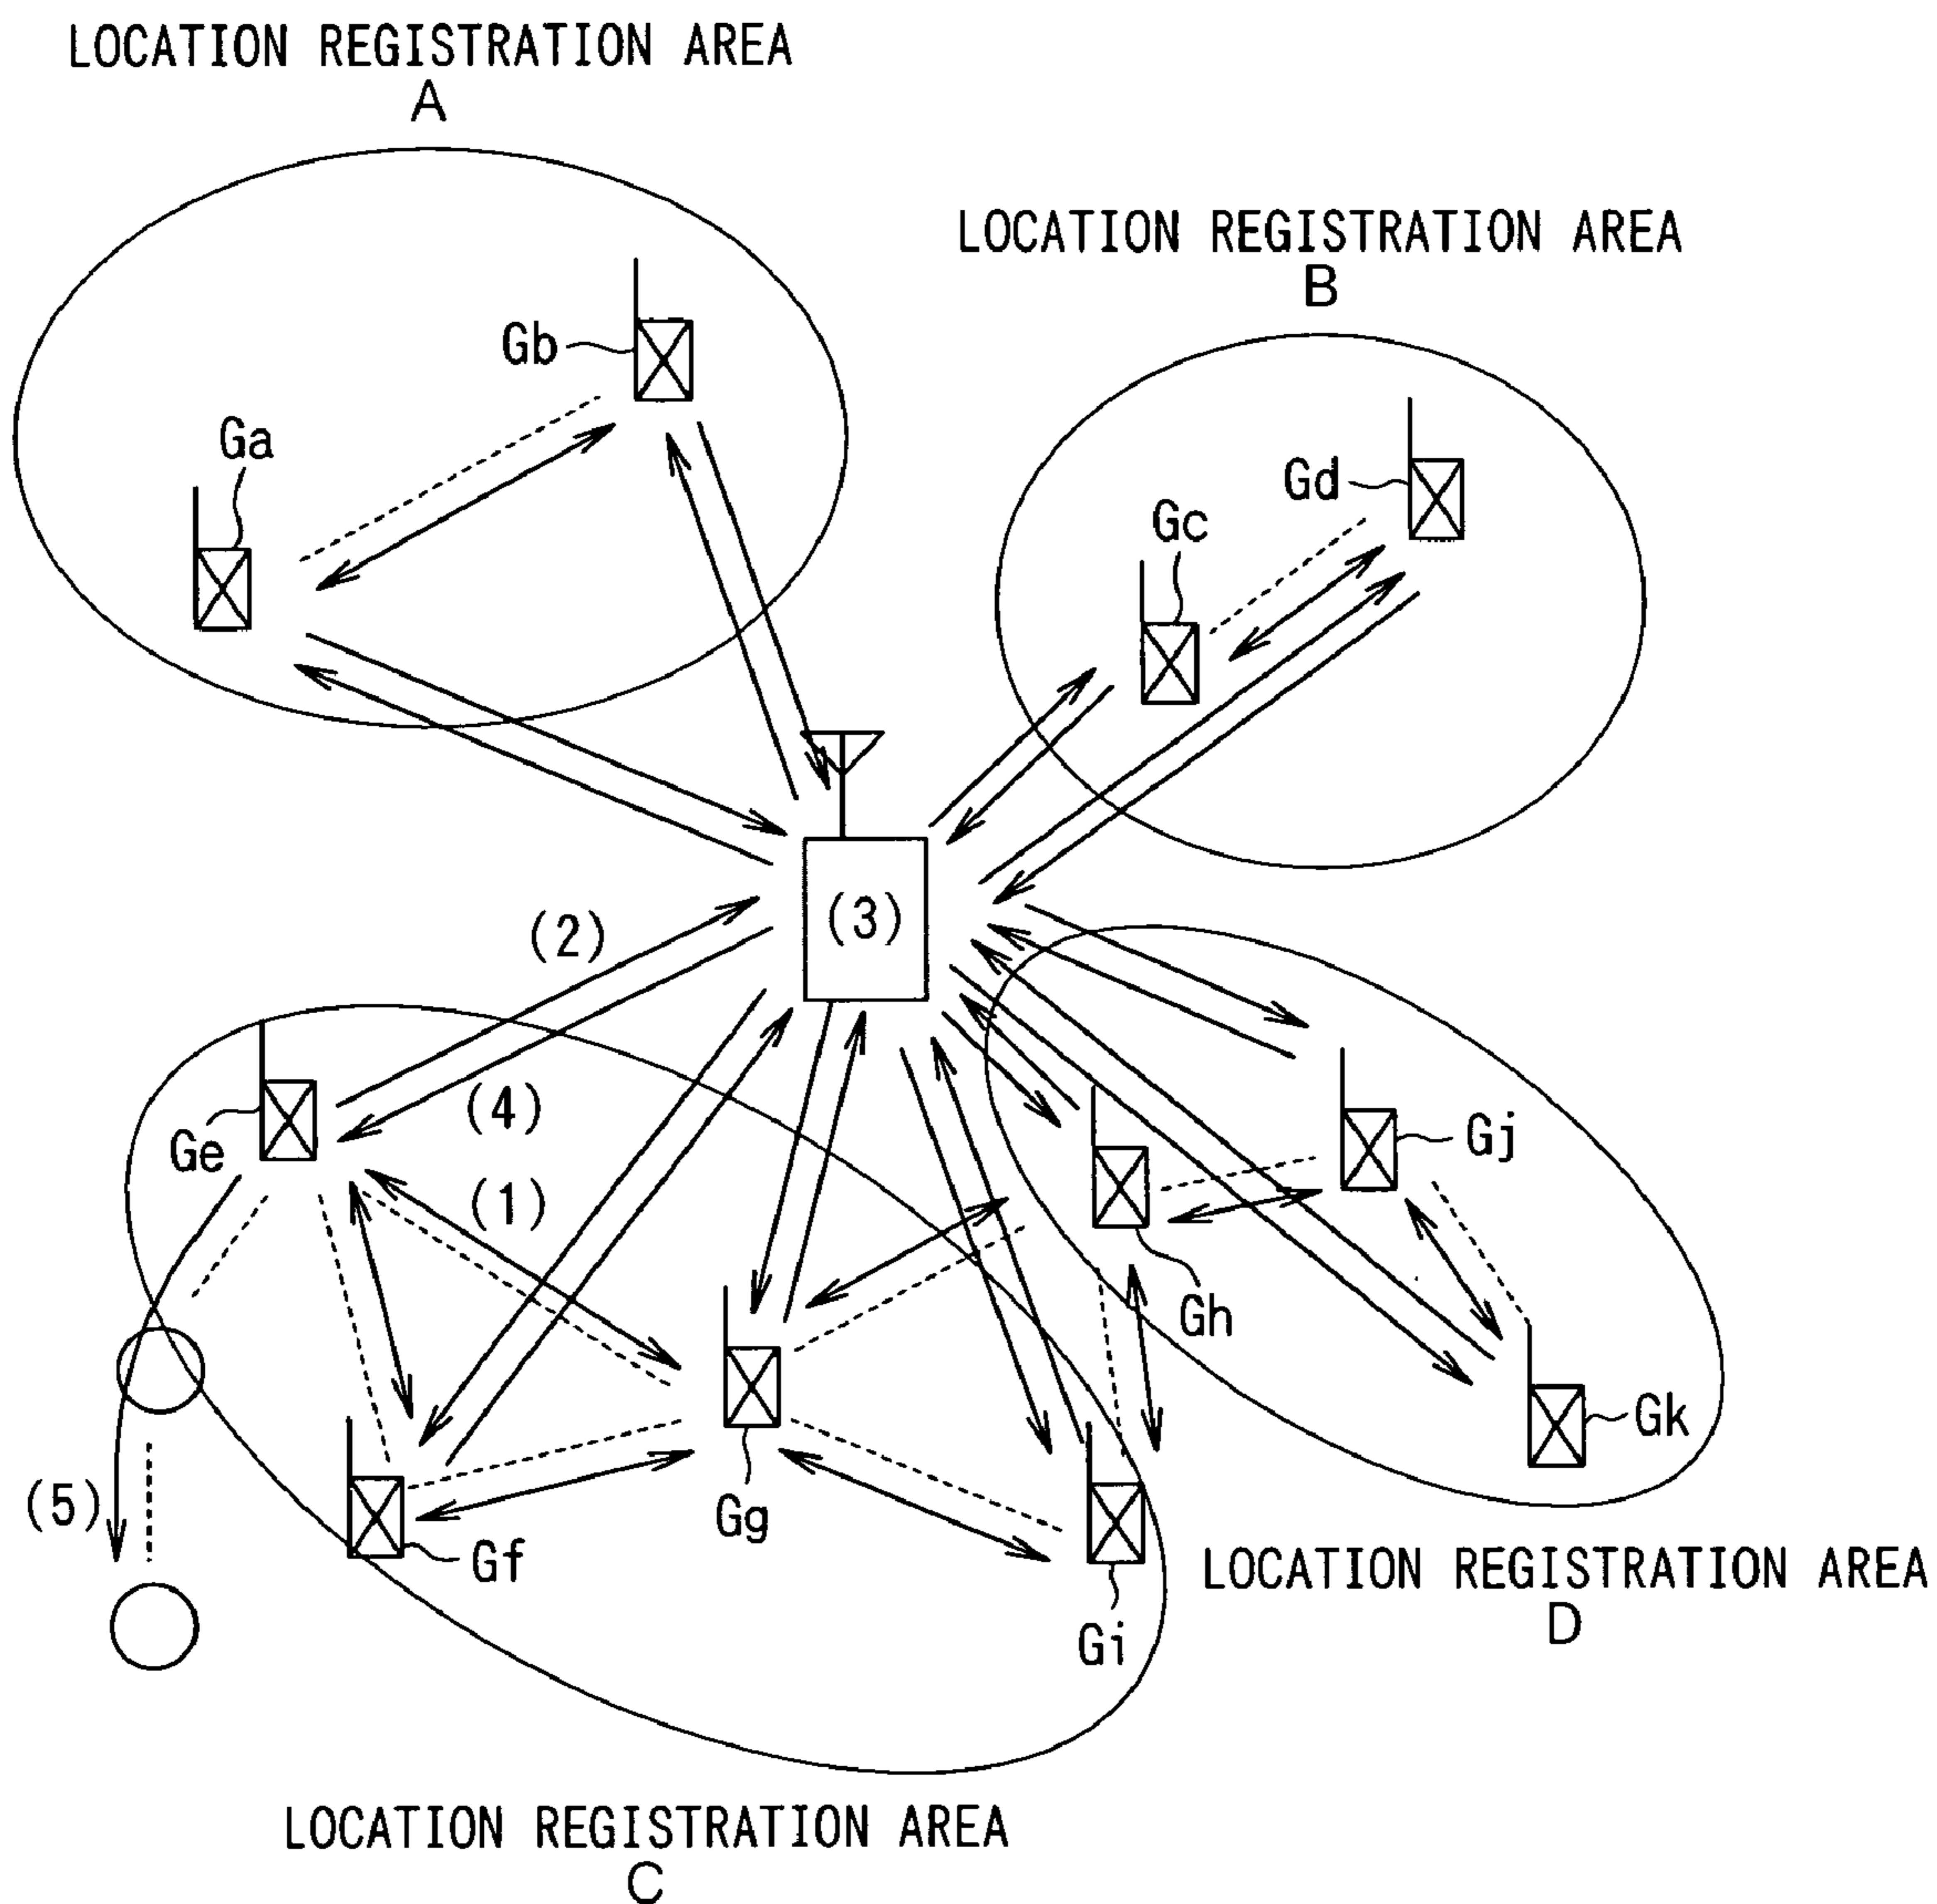 LOCATION REGISTRATION AREA
A
LOCATION REGISTRATION AREA
B
Gb
Ga
Gd
Gc
(3)
(2)
(4)
Ge
(1)
Gj
Gh
Gk
(5)
Gg
Gf
Gi
LOCATION REGISTRATION AREA
D
LOCATION REGISTRATION AREA
C